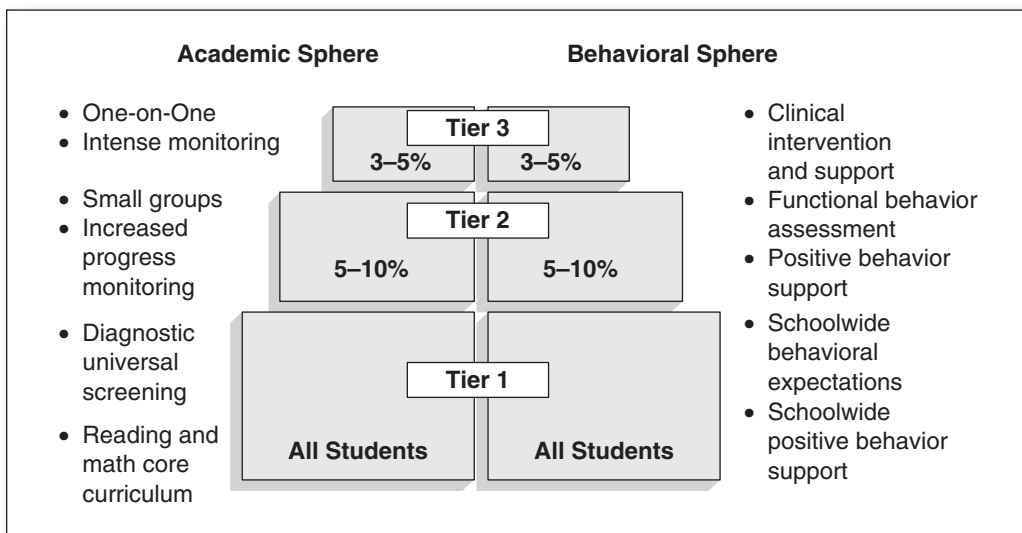 Academic Sphere
Behavioral Sphere
• One-on-One
• Intense monitoring
• Small groups
• Increased
progress
monitoring
• Diagnostic
universal
screening
• Reading and
math core
curriculum
Tier 3
3–5%
3–5%
Tier 2
5–10%
5–10%
Tier 1
All Students
All Students
• Clinical
intervention
and support
• Functional behavior
assessment
• Positive behavior
support
• Schoolwide
behavioral
expectations
• Schoolwide
positive behavior
support